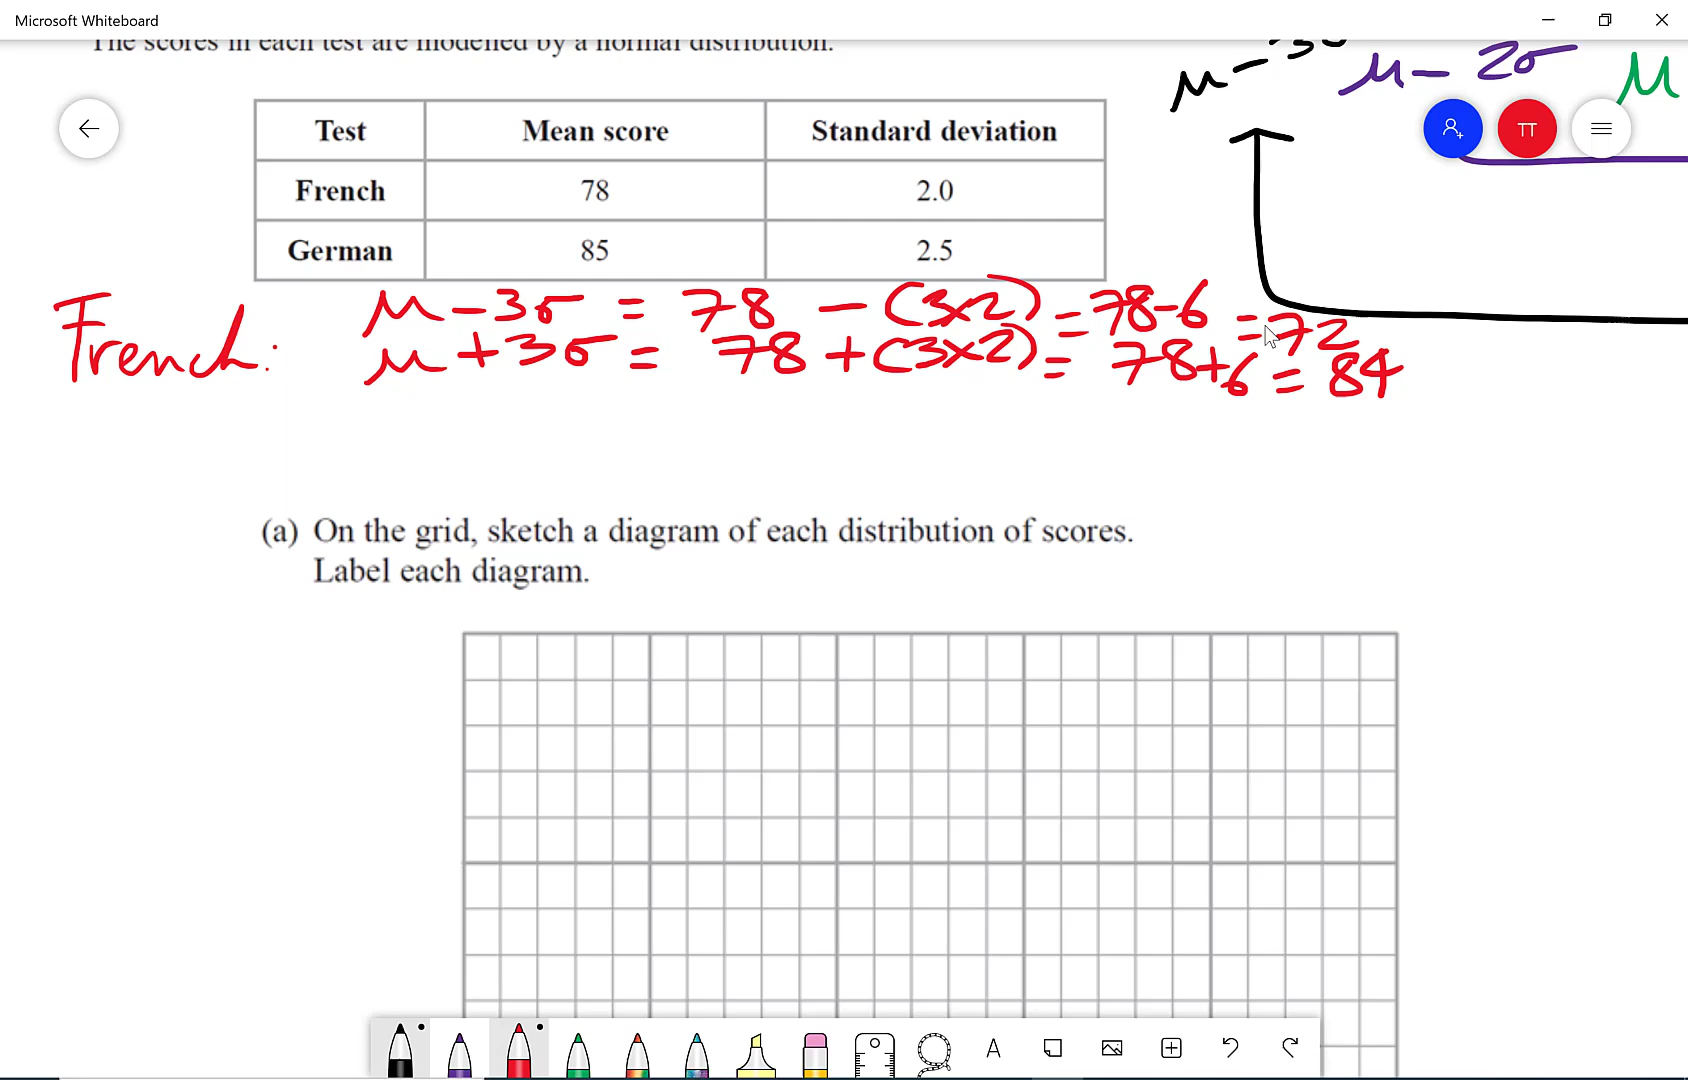 Microsoft Whiteboard
The scores in each test are modelled by a normal distribution.
μ - 3σ μ - 2σ μ
TT
Test Mean score Standard deviation
French 78 2.0
German 85 2.5
French: μ - 3σ = 78 - (3×2) = 78-6 = 72
μ + 3σ = 78 + (3×2) = 78+6 = 84
(a) On the grid, sketch a diagram of each distribution of scores.
Label each diagram.
A